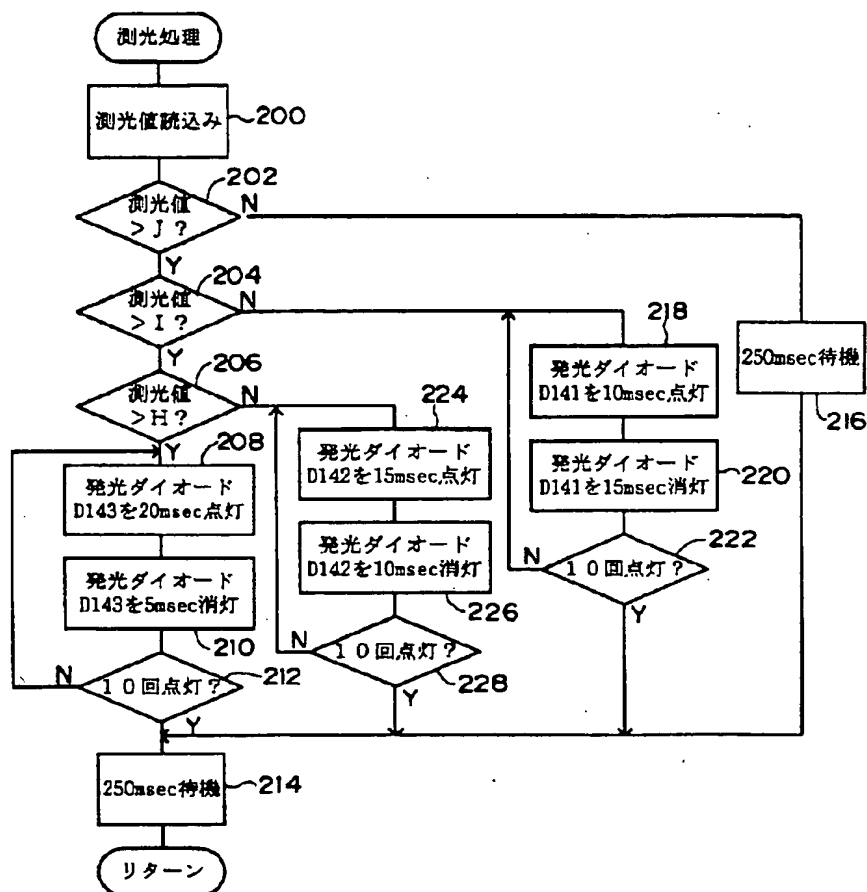 測光処理
測光値読込み
200
測光値
>J?
202
N
Y
測光値
>I?
204
N
Y
測光値
>H?
206
N
Y
208
発光ダイオード
D143を20msec点灯
発光ダイオード
D143を5msec消灯
210
N
10回点灯?
212
Y
250msec待機
214
リターン
224
発光ダイオード
D142を15msec点灯
発光ダイオード
D142を10msec消灯
226
N
10回点灯?
228
Y
218
発光ダイオード
D141を10msec点灯
発光ダイオード
D141を15msec消灯
220
N
10回点灯?
222
Y
250msec待機
216